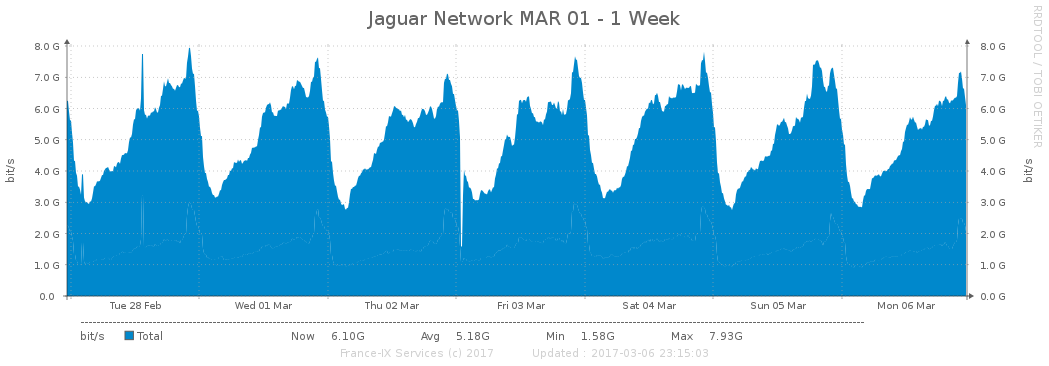 Jaguar Network MAR 01 - 1 Week
RRDTOOL / TOBI OETIKER
bit/s
8.0 G
7.0 G
6.0 G
5.0 G
4.0 G
3.0 G
2.0 G
1.0 G
0.0
8.0 G
7.0 G
6.0 G
5.0 G
4.0 G
3.0 G
2.0 G
1.0 G
0.0 G
bit/s
Tue 28 Feb Wed 01 Mar Thu 02 Mar Fri 03 Mar Sat 04 Mar Sun 05 Mar Mon 06 Mar
bit/s Total Now 6.10G Avg 5.18G Min 1.58G Max 7.93G
France-IX Services (c) 2017 Updated : 2017-03-06 23:15:03